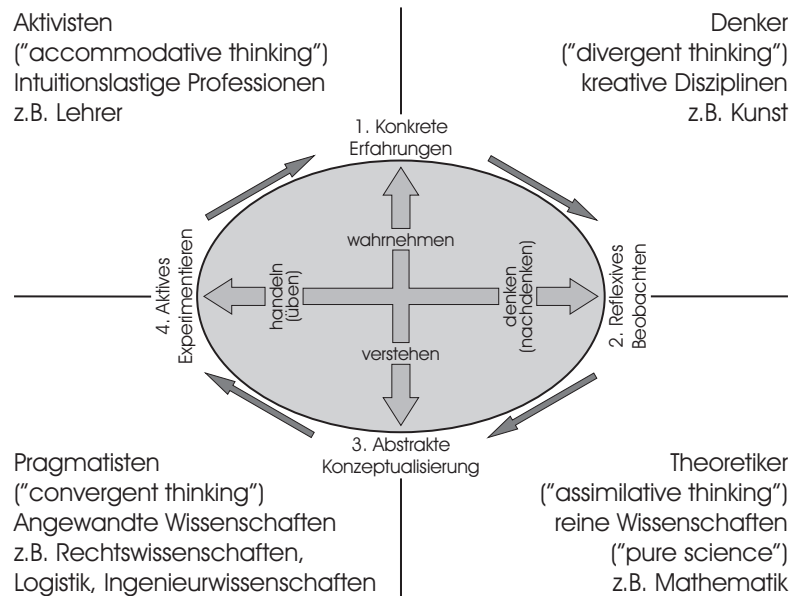 Aktivisten
("accommodative thinking")
Intuitionslastige Professionen
z.B. Lehrer
Denker
("divergent thinking")
kreative Disziplinen
z.B. Kunst
1. Konkrete
Erfahrungen
wahrnehmen
4. Aktives
Experimentieren
handeln
(üben)
denken
(nachdenken)
2. Reflexives
Beobachten
verstehen
3. Abstrakte
Konzeptualisierung
Pragmatisten
("convergent thinking")
Angewandte Wissenschaften
z.B. Rechtswissenschaften,
Logistik, Ingenieurwissenschaften
Theoretiker
("assimilative thinking")
reine Wissenschaften
("pure science")
z.B. Mathematik